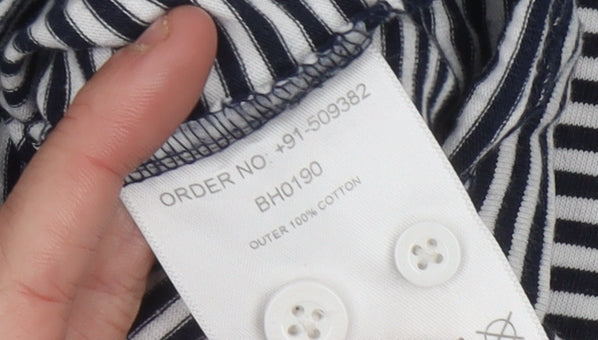 ORDER NO: +91-509382
BH0190
OUTER 100% COTTON